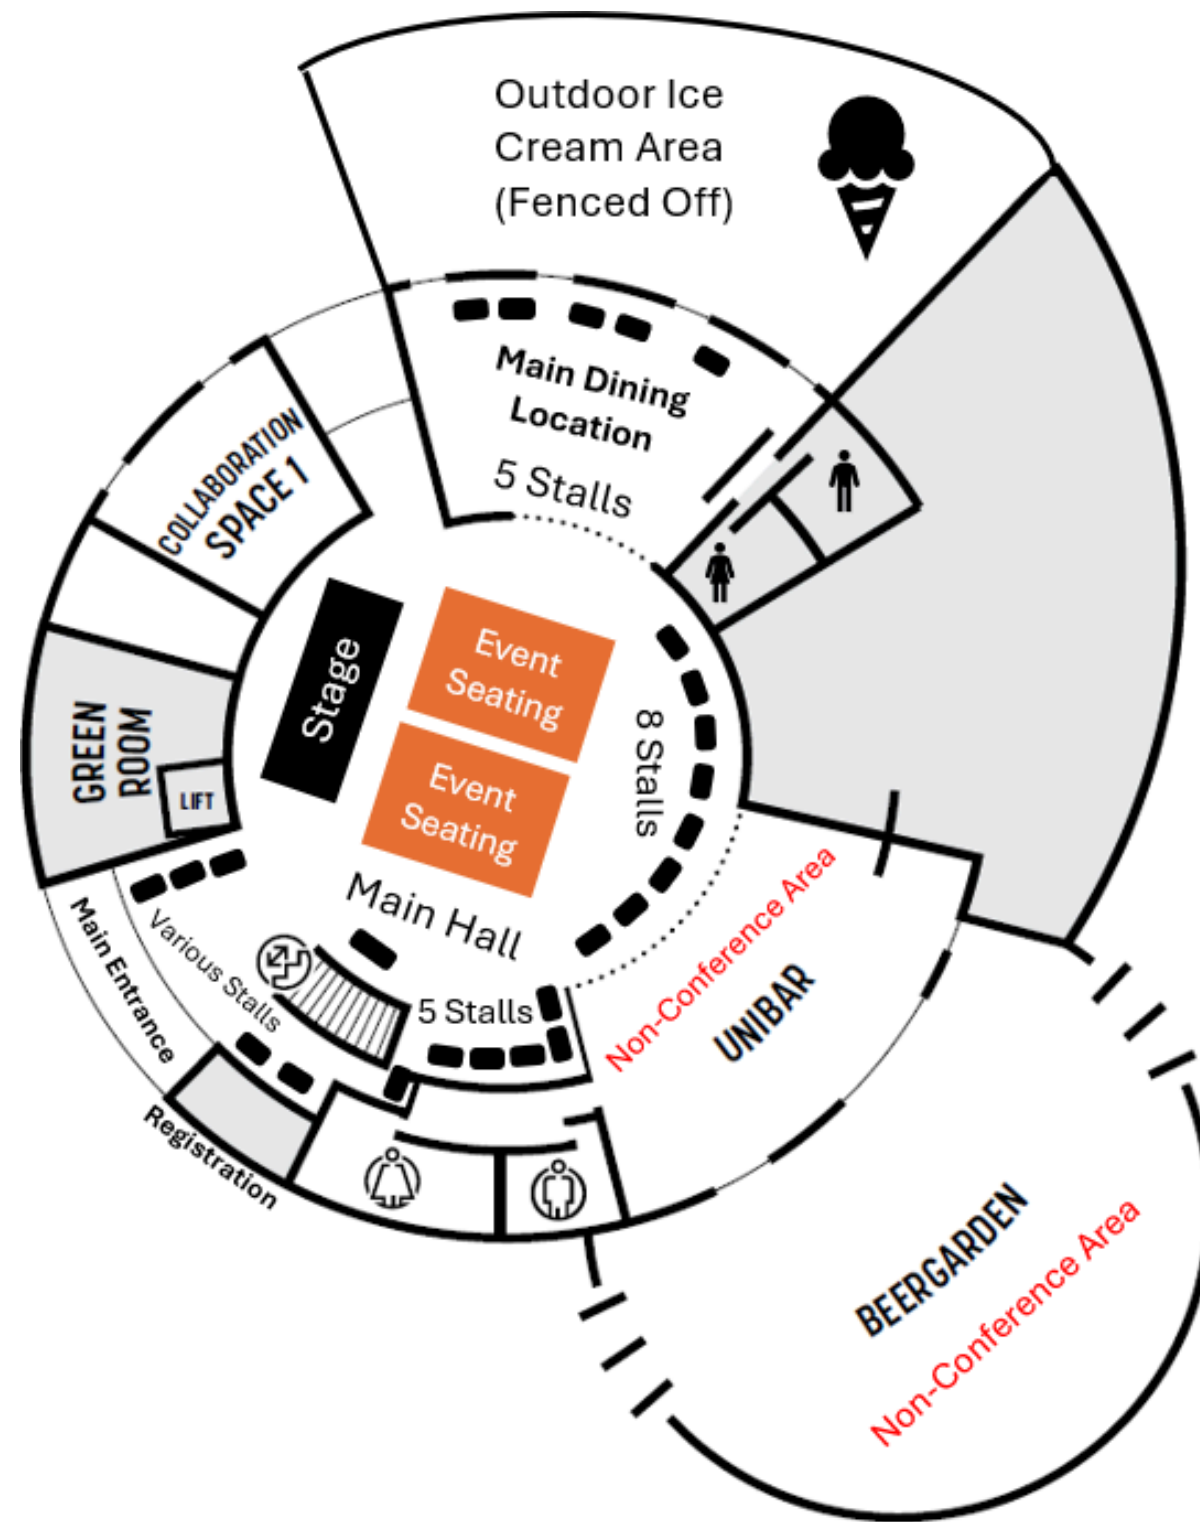 Outdoor Ice
Cream Area
(Fenced Off)
Main Dining
Location
5 Stalls
COLLABORATION
SPACE 1
Stage
Event
Seating
Event
Seating
8 Stalls
GREEN
ROOM
LIFT
Main Hall
Various Stalls
Main Entrance
5 Stalls
Registration
Non-Conference Area
UNIBAR
BEERGARDEN
Non-Conference Area